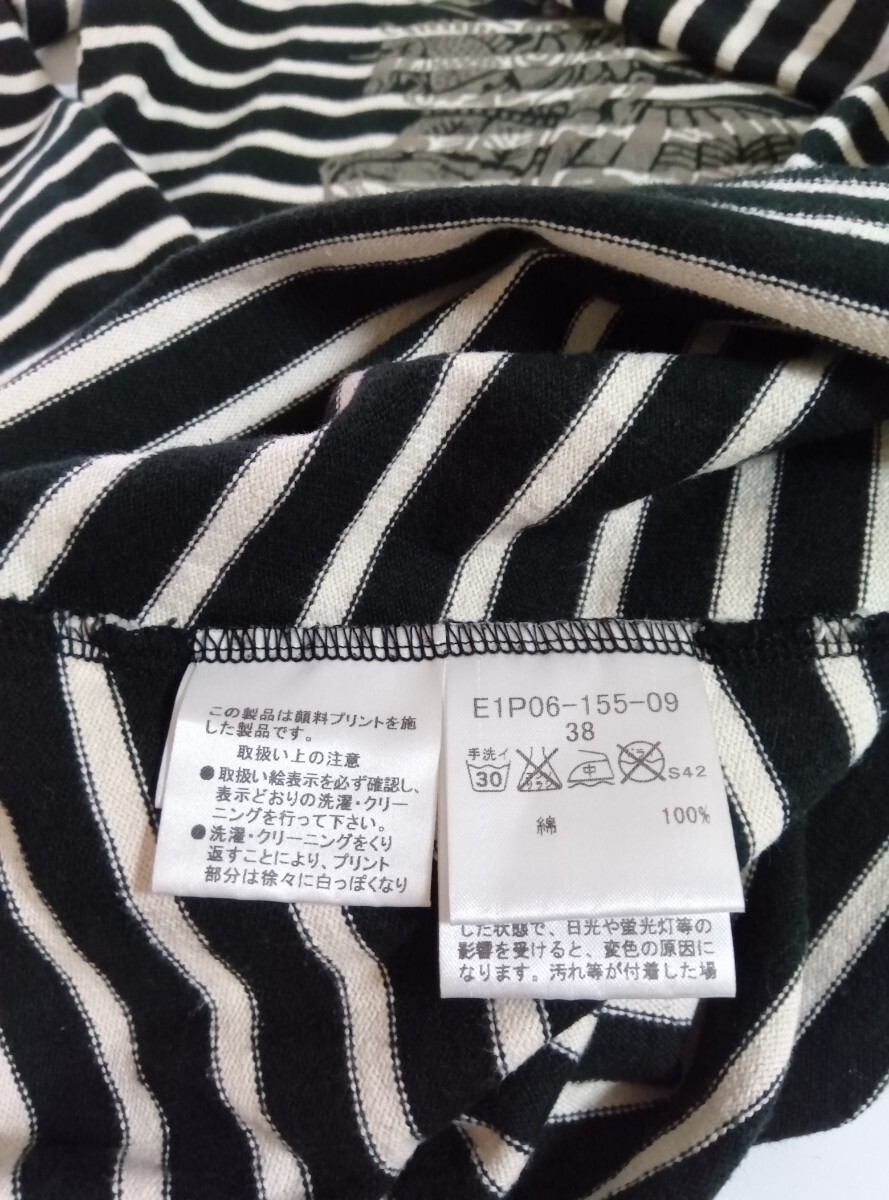 この製品は顔料プリントを施
した製品です。
取扱い上の注意
●取扱い絵表示を必ず確認し、
表示どおりの洗濯・クリー
ニングを行って下さい。
●洗濯・クリーニングをくり
返すことにより、プリント
部分は徐々に白っぽくなり
E1P06-155-09
38
手洗イ
30 中 S42
綿 100%
した状態で、日光や蛍光灯等の
影響を受けると、変色の原因に
なります。汚れ等が付着した場